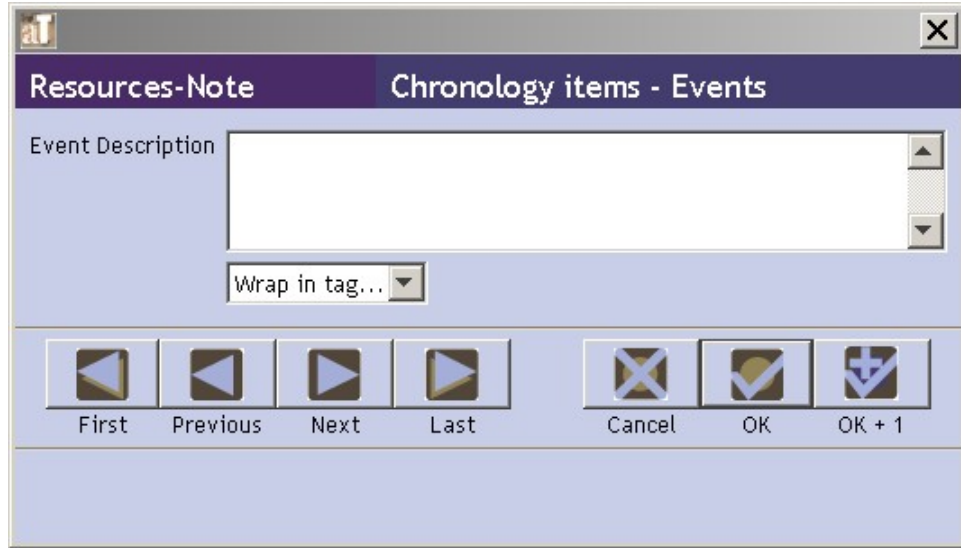 aT
Resources-Note Chronology items - Events
Event Description
Wrap in tag...
First Previous Next Last Cancel OK OK + 1